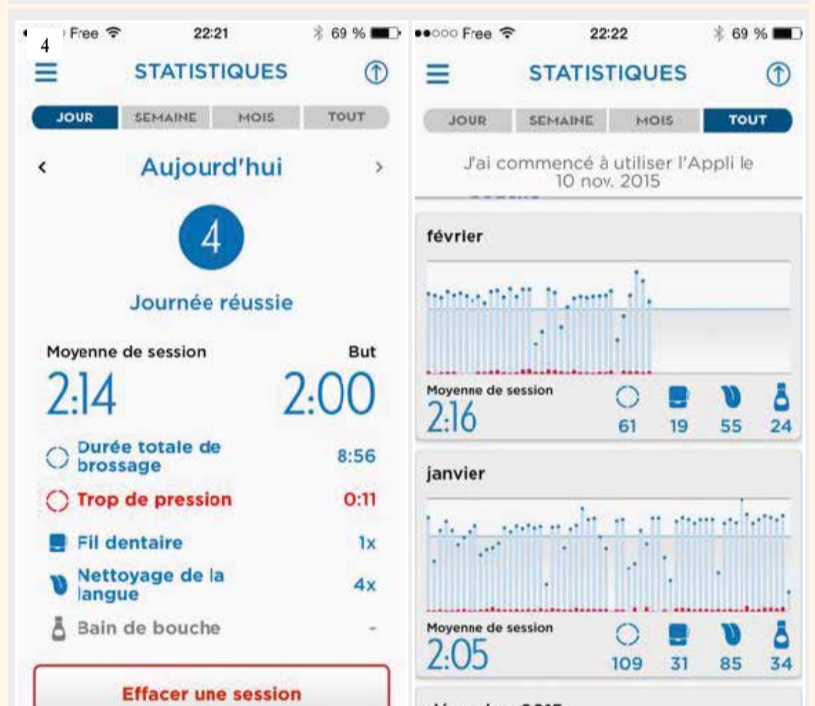 4
Free 22:21 69 %
STATISTIQUES
JOUR SEMAINE MOIS TOUT
< Aujourd'hui >
4
Journée réussie
Moyenne de session But
2:14 2:00
Durée totale de
brossage 8:56
Trop de pression 0:11
Fil dentaire 1x
Nettoyage de la
langue 4x
Bain de bouche -
Effacer une session
Free 22:22 69 %
STATISTIQUES
JOUR SEMAINE MOIS TOUT
J'ai commencé à utiliser l'Appli le
10 nov. 2015
février
Moyenne de session
2:16 61 19 55 24
janvier
Moyenne de session
2:05 109 31 85 34
2015